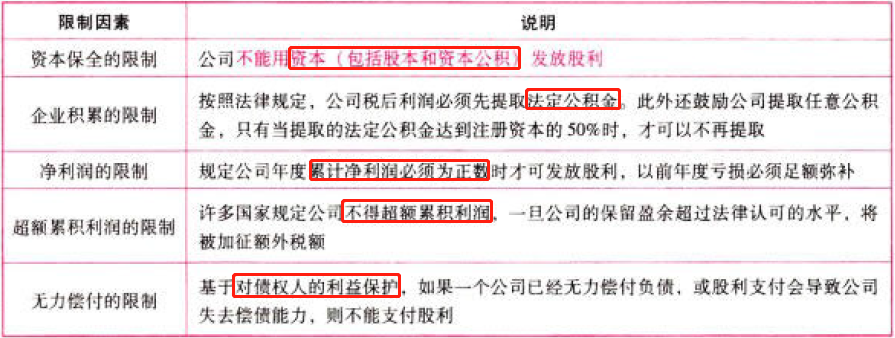 限制因素 说明
资本保全的限制 公司不能用资本（包括股本和资本公积）发放股利
按照法律规定，公司税后利润必须先提取法定公积金。此外还鼓励公司提取任意公积
企业积累的限制
金，只有当提取的法定公积金达到注册资本的50%时，才可以不再提取
净利润的限制 规定公司年度累计净利润必须为正数时才可发放股利，以前年度亏损必须足额弥补
许多国家规定公司不得超额累积利润，一旦公司的保留盈余超过法律认可的水平，将
超额累积利润的限制
被加征额外税额
基于对债权人的利益保护，如果一个公司已经无力偿付负债，或股利支付会导致公司
无力偿付的限制
失去偿债能力，则不能支付股利